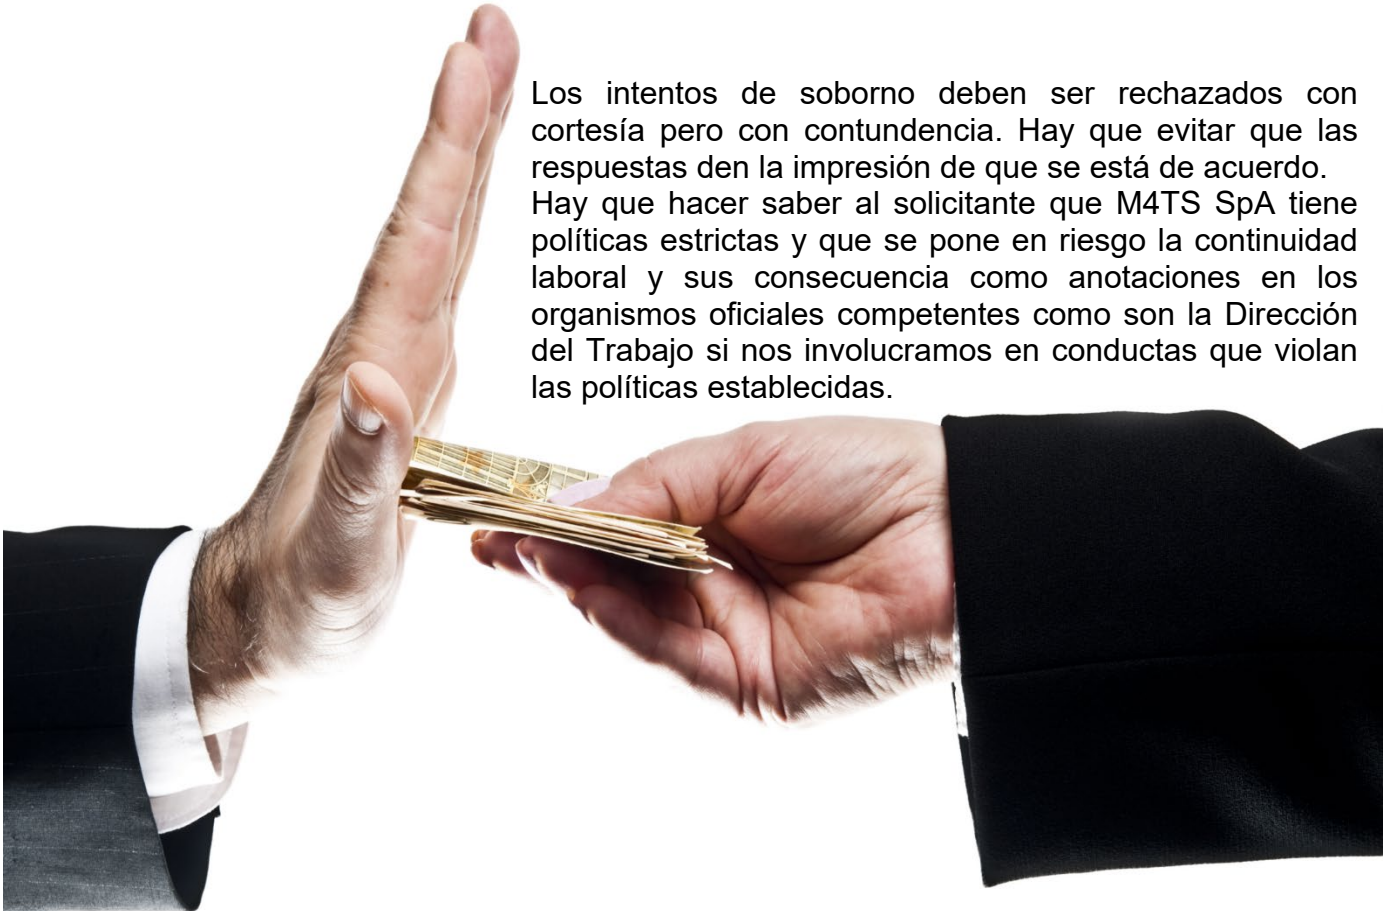 Los intentos de soborno deben ser rechazados con
cortesía pero con contundencia. Hay que evitar que las
respuestas den la impresión de que se está de acuerdo.
Hay que hacer saber al solicitante que M4TS SpA tiene
políticas estrictas y que se pone en riesgo la continuidad
laboral y sus consecuencia como anotaciones en los
organismos oficiales competentes como son la Dirección
del Trabajo si nos involucramos en conductas que violan
las políticas establecidas.